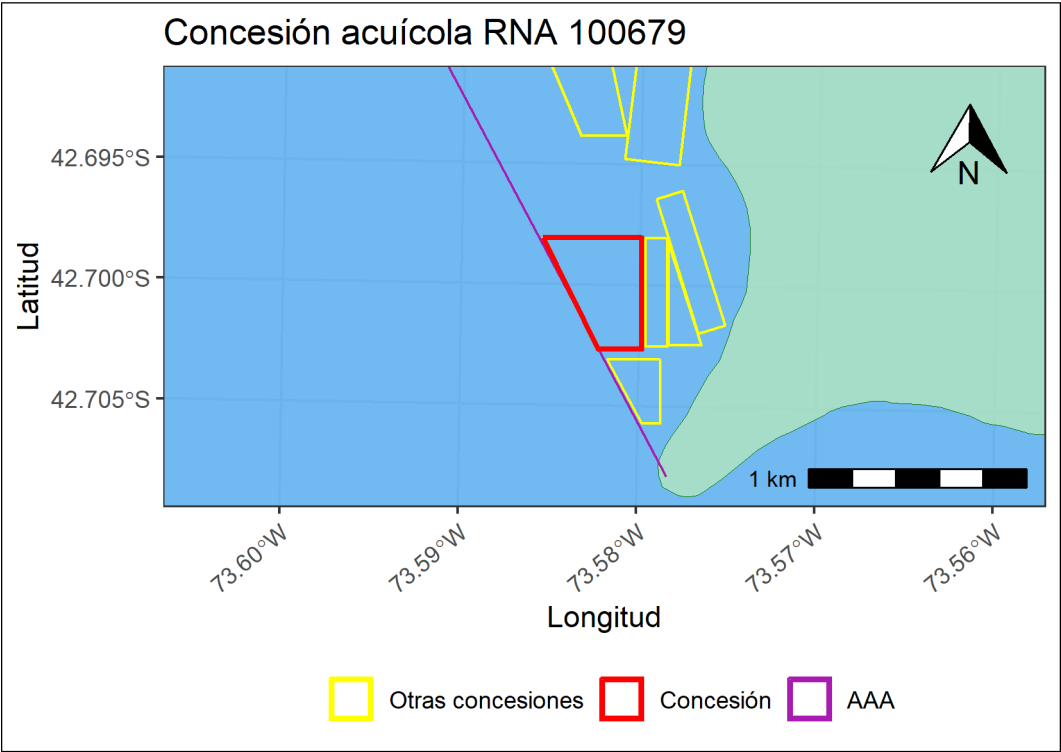 Concesión acuícola RNA 100679
N
42.695°S
42.700°S
42.705°S
Latitud
1 km
73.60°W
73.59°W
73.58°W
73.57°W
73.56°W
Longitud
Otras concesiones
Concesión
AAA